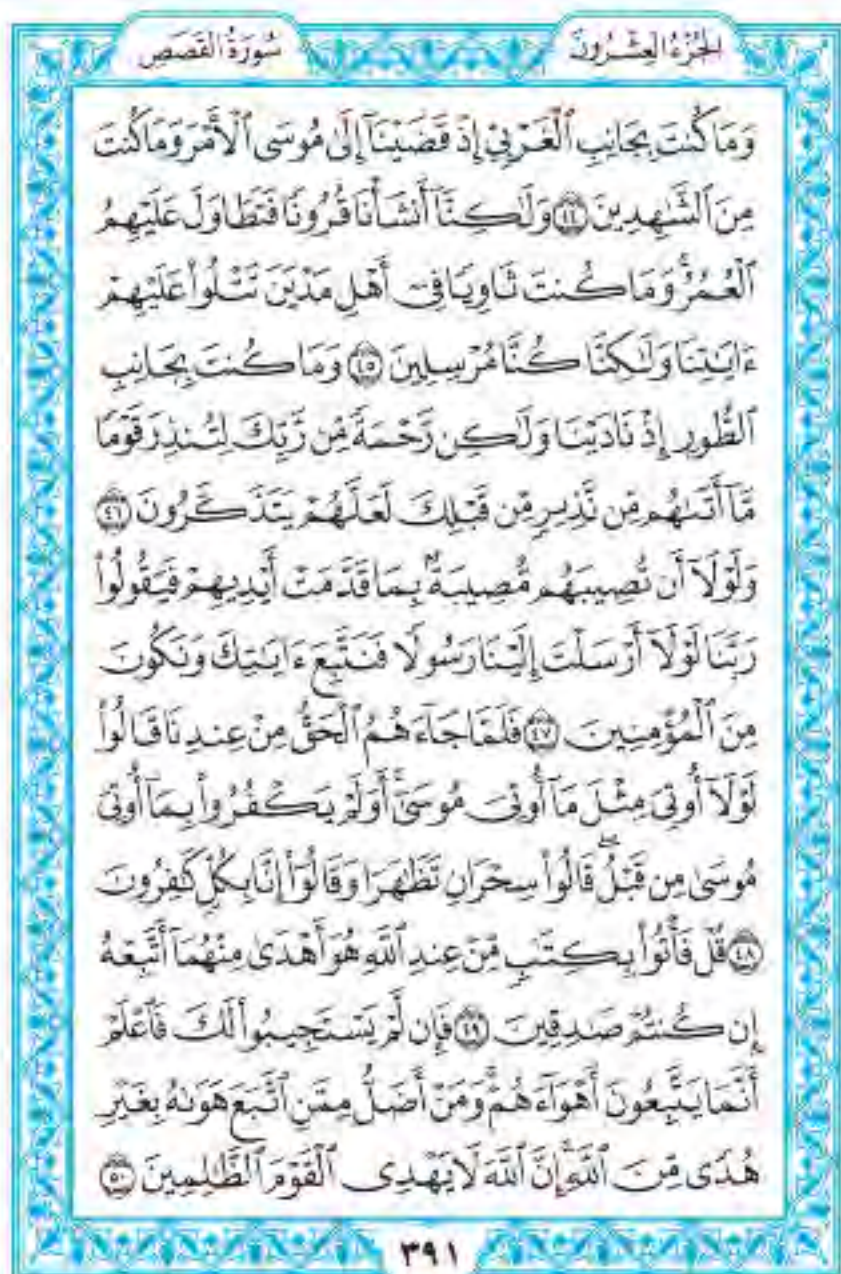 سُورَةُ القَصَصِ الجُزْءُ العِشْرُونَ
وَمَا كُنتَ بِجَانِبِ ٱلْغَرْبِيِّ إِذْ قَضَيْنَآ إِلَىٰ مُوسَى ٱلْأَمْرَ وَمَا كُنتَ
مِنَ ٱلشَّٰهِدِينَ ٤٤ وَلَٰكِنَّآ أَنشَأْنَا قُرُونًا فَتَطَاوَلَ عَلَيْهِمُ
ٱلْعُمُرُ ۚ وَمَا كُنتَ ثَاوِيًا فِىٓ أَهْلِ مَدْيَنَ تَتْلُوا۟ عَلَيْهِمْ
ءَايَٰتِنَا وَلَٰكِنَّا كُنَّا مُرْسِلِينَ ٤٥ وَمَا كُنتَ بِجَانِبِ
ٱلطُّورِ إِذْ نَادَيْنَا وَلَٰكِن رَّحْمَةً مِّن رَّبِّكَ لِتُنذِرَ قَوْمًا
مَّآ أَتَىٰهُم مِّن نَّذِيرٍ مِّن قَبْلِكَ لَعَلَّهُمْ يَتَذَكَّرُونَ ٤٦
وَلَوْلَآ أَن تُصِيبَهُم مُّصِيبَةٌۢ بِمَا قَدَّمَتْ أَيْدِيهِمْ فَيَقُولُوا۟
رَبَّنَا لَوْلَآ أَرْسَلْتَ إِلَيْنَا رَسُولًا فَنَتَّبِعَ ءَايَٰتِكَ وَنَكُونَ
مِنَ ٱلْمُؤْمِنِينَ ٤٧ فَلَمَّا جَآءَهُمُ ٱلْحَقُّ مِنْ عِندِنَا قَالُوا۟
لَوْلَآ أُوتِىَ مِثْلَ مَآ أُوتِىَ مُوسَىٰٓ ۚ أَوَلَمْ يَكْفُرُوا۟ بِمَآ أُوتِىَ
مُوسَىٰ مِن قَبْلُ ۖ قَالُوا۟ سِحْرَانِ تَظَٰهَرَا وَقَالُوٓا۟ إِنَّا بِكُلٍّ كَٰفِرُونَ
٤٨ قُلْ فَأْتُوا۟ بِكِتَٰبٍ مِّنْ عِندِ ٱللَّهِ هُوَ أَهْدَىٰ مِنْهُمَآ أَتَّبِعْهُ
إِن كُنتُمْ صَٰدِقِينَ ٤٩ فَإِن لَّمْ يَسْتَجِيبُوا۟ لَكَ فَٱعْلَمْ
أَنَّمَا يَتَّبِعُونَ أَهْوَآءَهُمْ ۚ وَمَنْ أَضَلُّ مِمَّنِ ٱتَّبَعَ هَوَىٰهُ بِغَيْرِ
هُدًى مِّنَ ٱللَّهِ ۚ إِنَّ ٱللَّهَ لَا يَهْدِى ٱلْقَوْمَ ٱلظَّٰلِمِينَ ٥٠
٣٩١